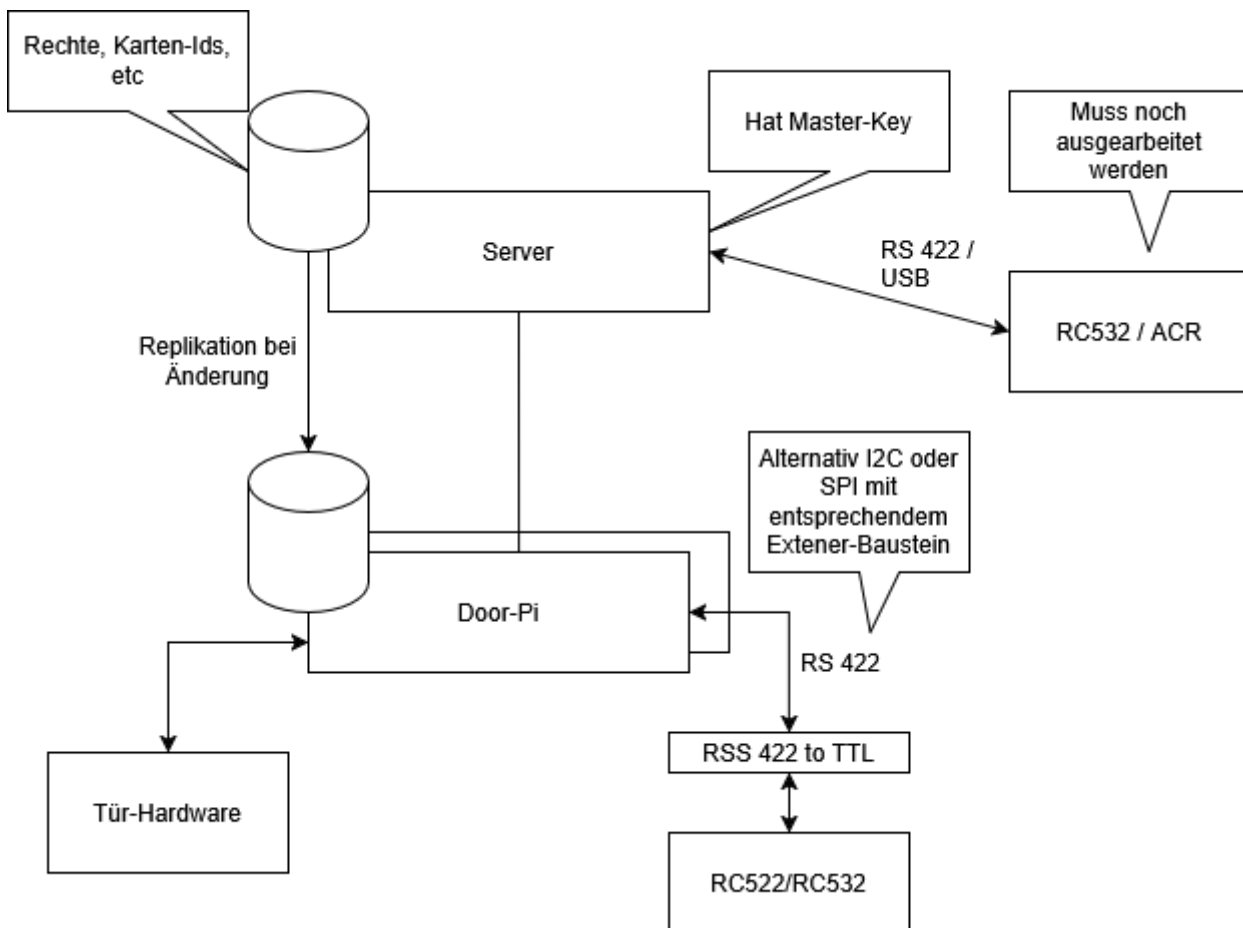 Rechte, Karten-Ids,
etc
Hat Master-Key
Muss noch
ausgearbeitet
werden
Server
RS 422 /
USB
RC532 / ACR
Replikation bei
Änderung
Alternativ I2C oder
SPI mit
entsprechendem
Extener-Baustein
Door-Pi
RS 422
RSS 422 to TTL
Tür-Hardware
RC522/RC532